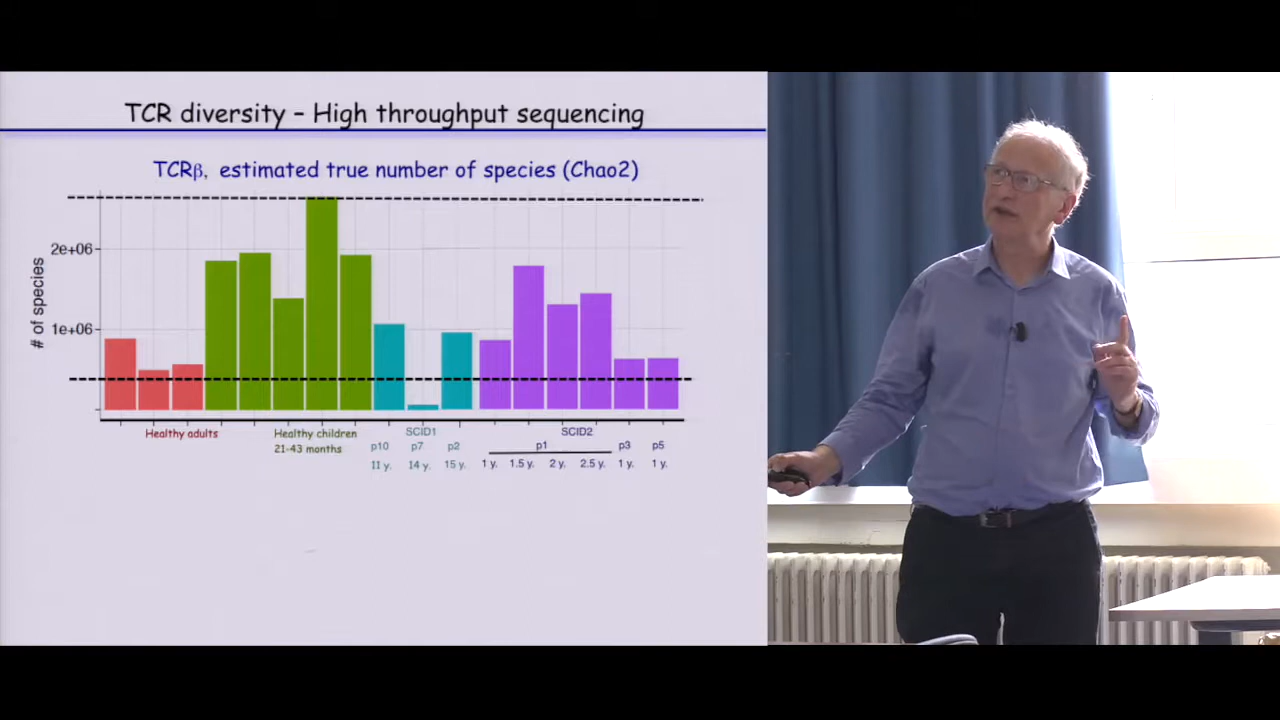 TCR diversity – High throughput sequencing
TCRβ, estimated true number of species (Chao2)
# of species
2e+06
1e+06
Healthy adults
Healthy children
21-43 months
SCID1
p10 p7 p2
11 y. 14 y. 15 y.
SCID2
p1 p3 p5
1 y. 1.5 y. 2 y. 2.5 y. 1 y. 1 y.